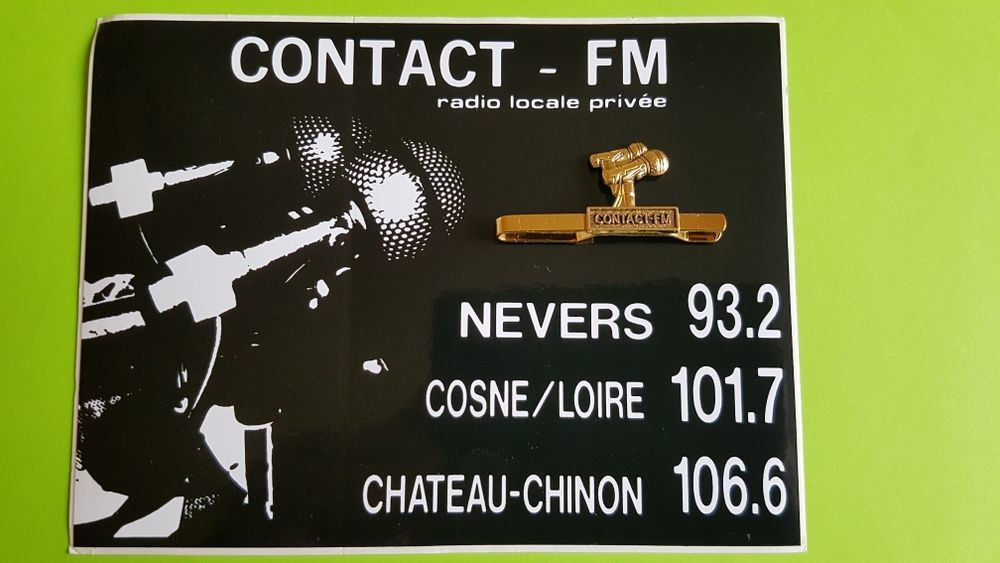 CONTACT - FM
radio locale privée
CONTACT-FM
NEVERS 93.2
COSNE/LOIRE 101.7
CHATEAU-CHINON 106.6